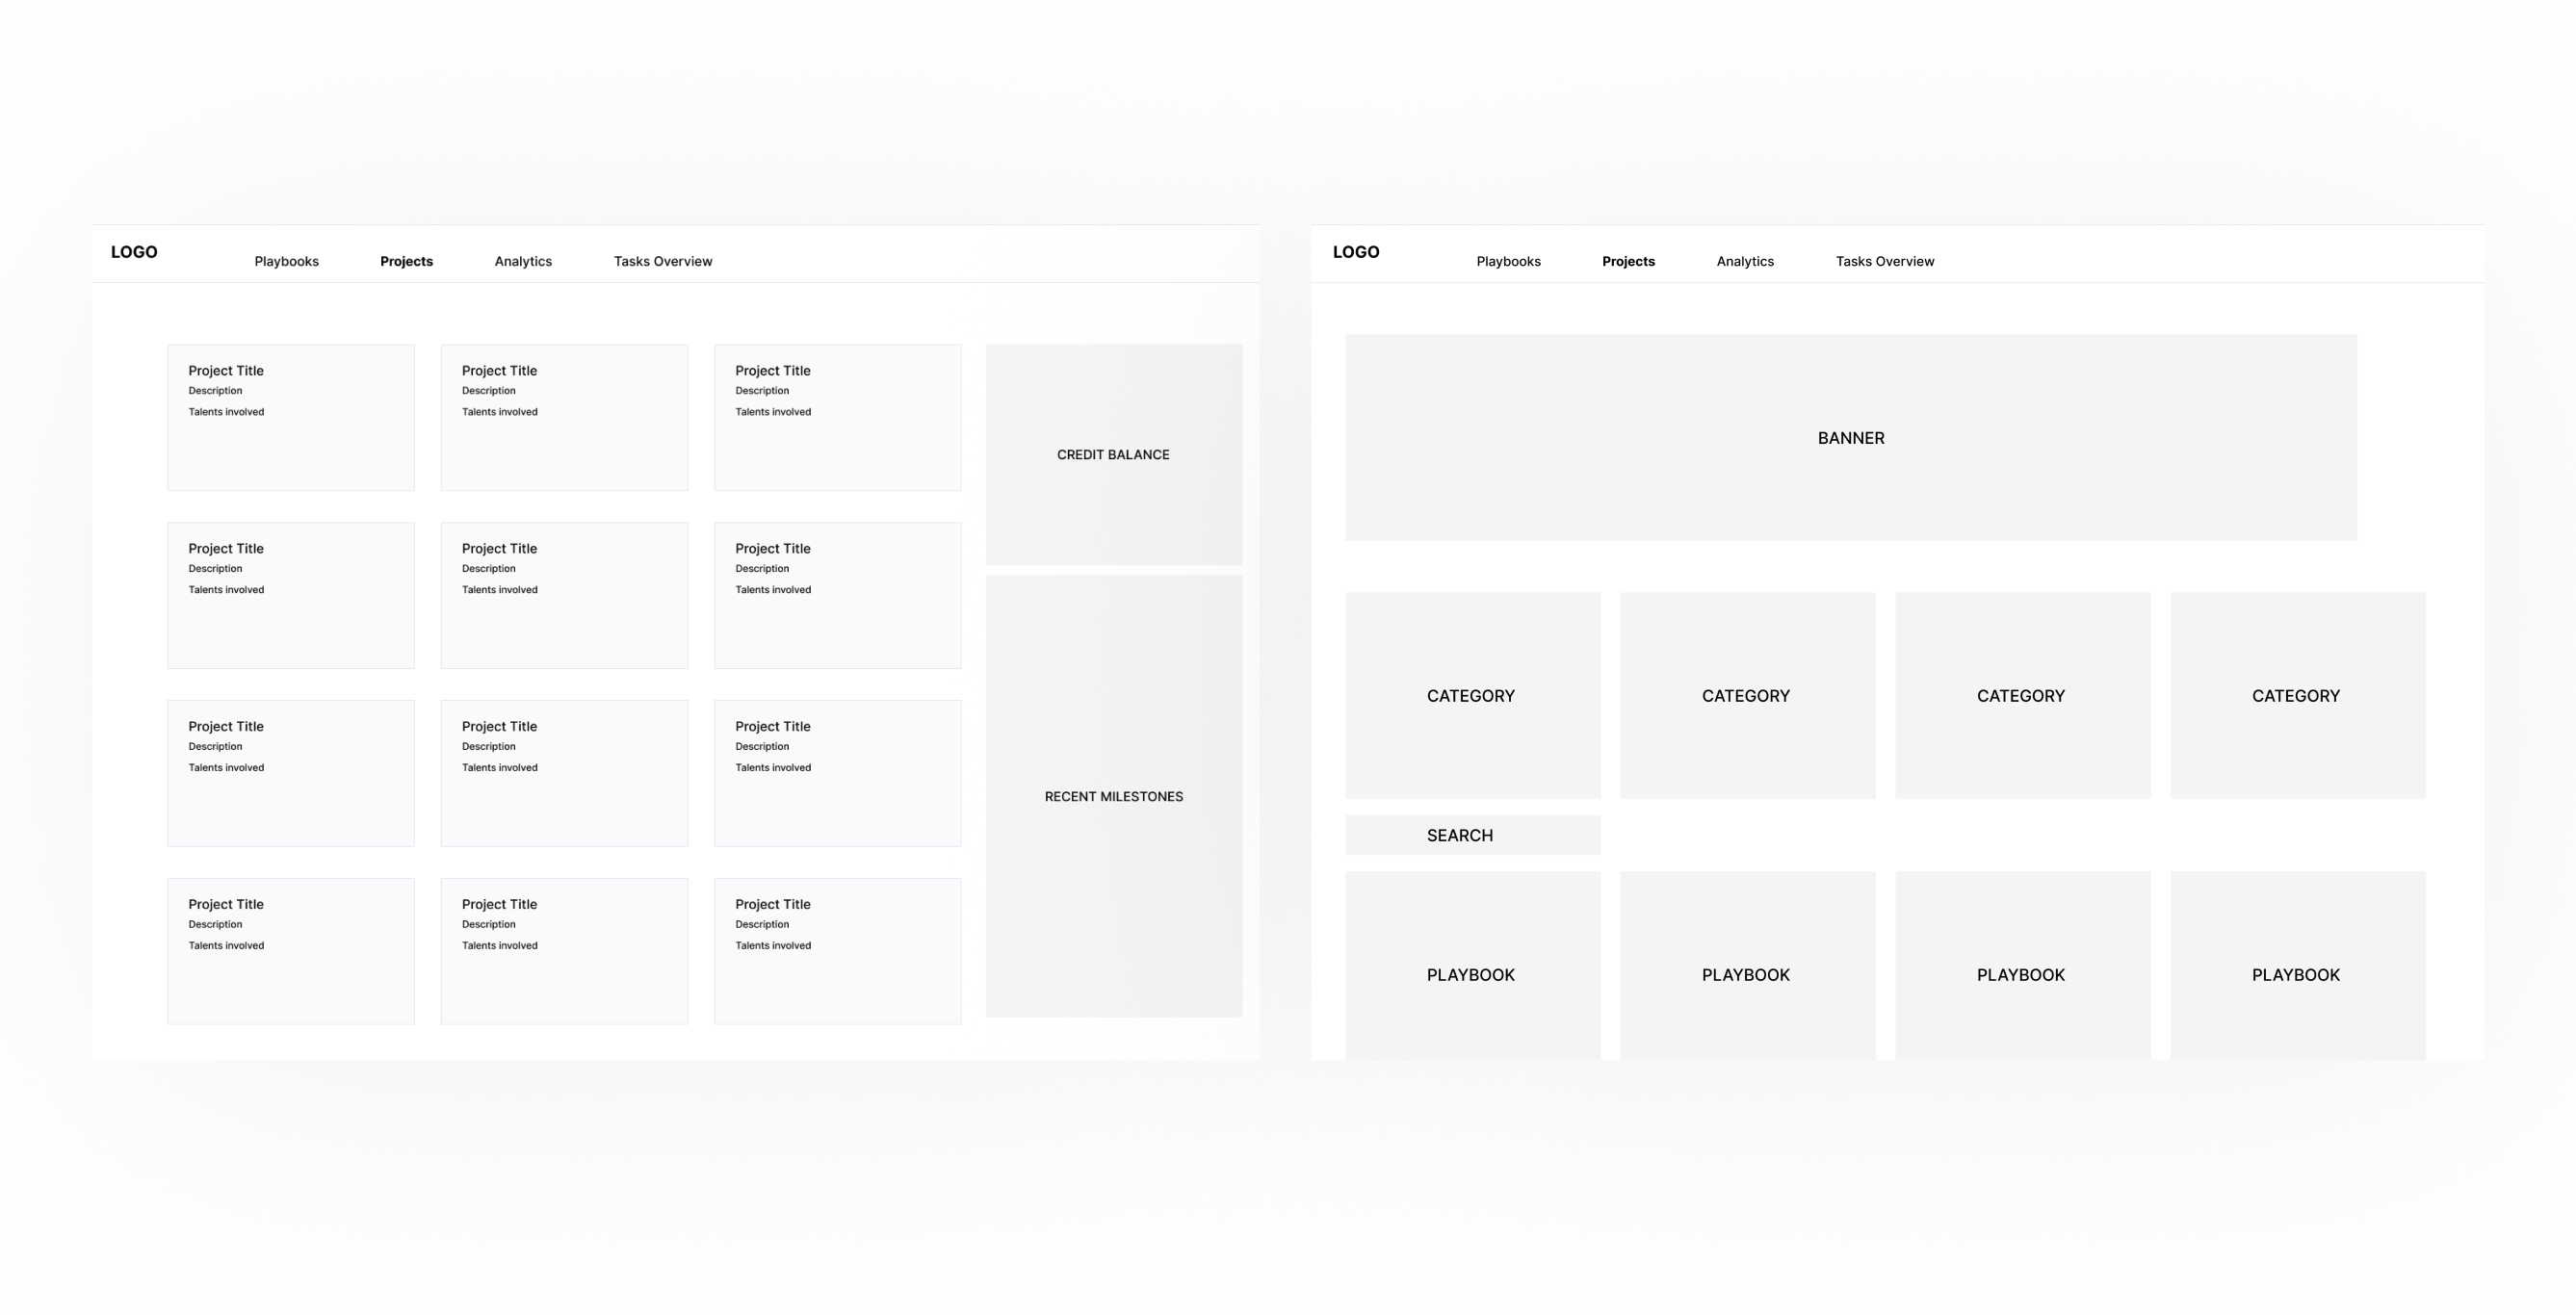 LOGO
Playbooks Projects Analytics Tasks Overview
Project Title
Description
Talents involved
Project Title
Description
Talents involved
Project Title
Description
Talents involved
CREDIT BALANCE
Project Title
Description
Talents involved
Project Title
Description
Talents involved
Project Title
Description
Talents involved
Project Title
Description
Talents involved
Project Title
Description
Talents involved
Project Title
Description
Talents involved
RECENT MILESTONES
Project Title
Description
Talents involved
Project Title
Description
Talents involved
Project Title
Description
Talents involved
LOGO
Playbooks Projects Analytics Tasks Overview
BANNER
CATEGORY CATEGORY CATEGORY CATEGORY
SEARCH
PLAYBOOK PLAYBOOK PLAYBOOK PLAYBOOK